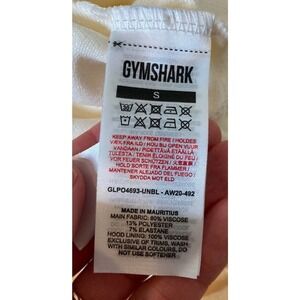 GYMSHARK
S
KEEP AWAY FROM FIRE / HOLDES
VÆK FRA ILD / HOU BIJ OPEN VUUR
VANDAAN / PIDETTÄVÄ ETÄÄLLÄ
TULESTA / TENIR ÉLOIGNÉ DU FEU /
VOR FEUER SCHÜTZEN /
HOLD SORTE FRA FLAMMER /
MANTENER ALEJADO DEL FUEGO /
SKYDDA MOT ELD
GLPO4693-UNBL - AW20-492
MADE IN MAURITIUS
MAIN FABRIC: 80% VISCOSE
13% POLYESTER
7% ELASTANE
HOOD LINING: 100% VISCOSE
EXCLUSIVE OF TRIMS, WASH
WITH SIMILAR COLOURS, DO
NOT USE SOFTENER